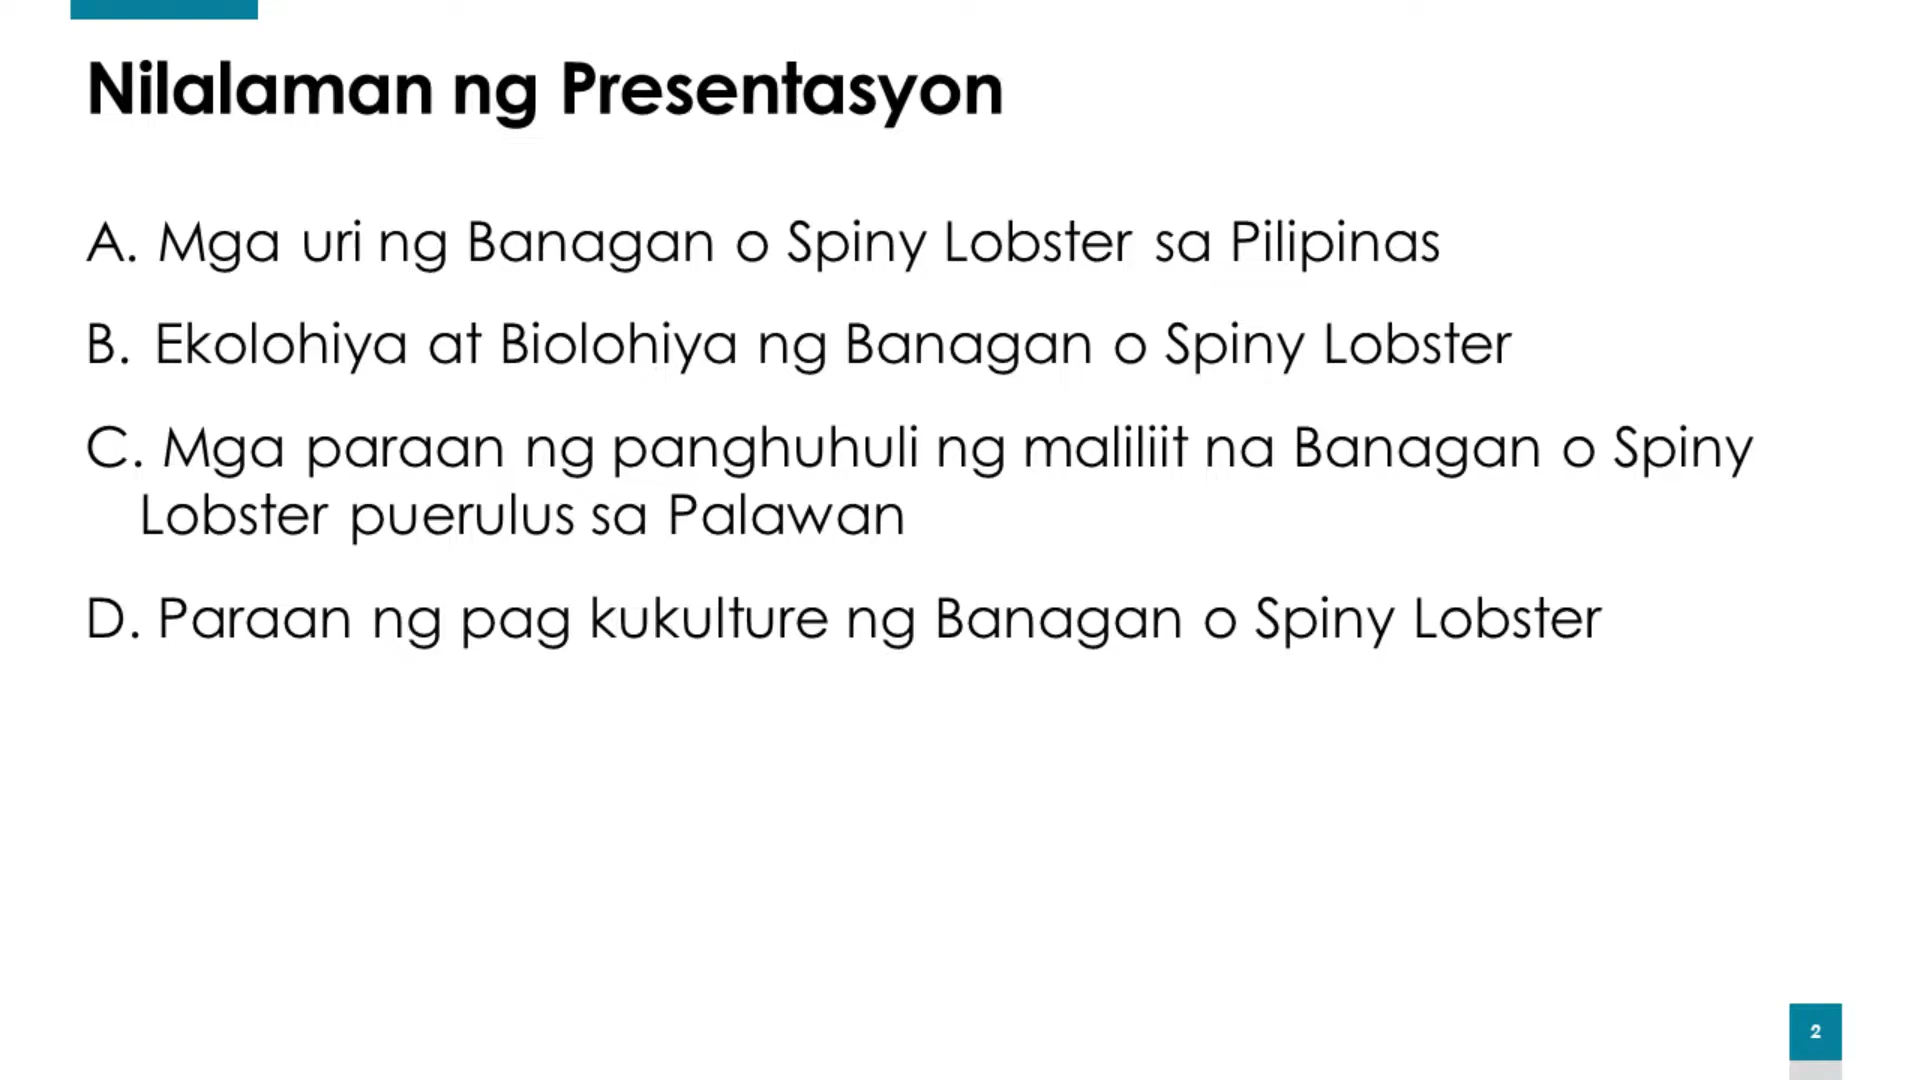 Nilalaman ng Presentasyon
A. Mga uri ng Banagan o Spiny Lobster sa Pilipinas
B. Ekolohiya at Biolohiya ng Banagan o Spiny Lobster
C. Mga paraan ng panghuhuli ng maliliit na Banagan o Spiny
Lobster puerulus sa Palawan
D. Paraan ng pag kukulture ng Banagan o Spiny Lobster
2